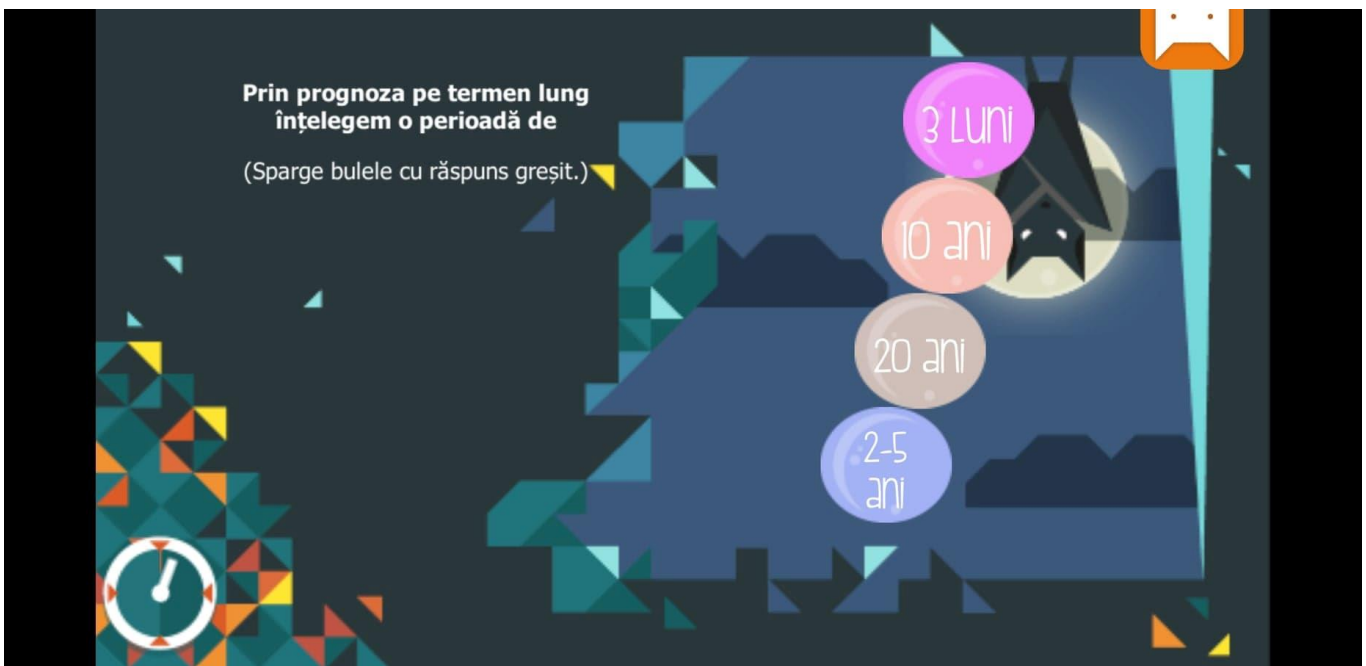 Prin prognoza pe termen lung
înțelegem o perioadă de
(Sparge bulele cu răspuns greșit.)
3 luni
10 ani
20 ani
2-5
ani